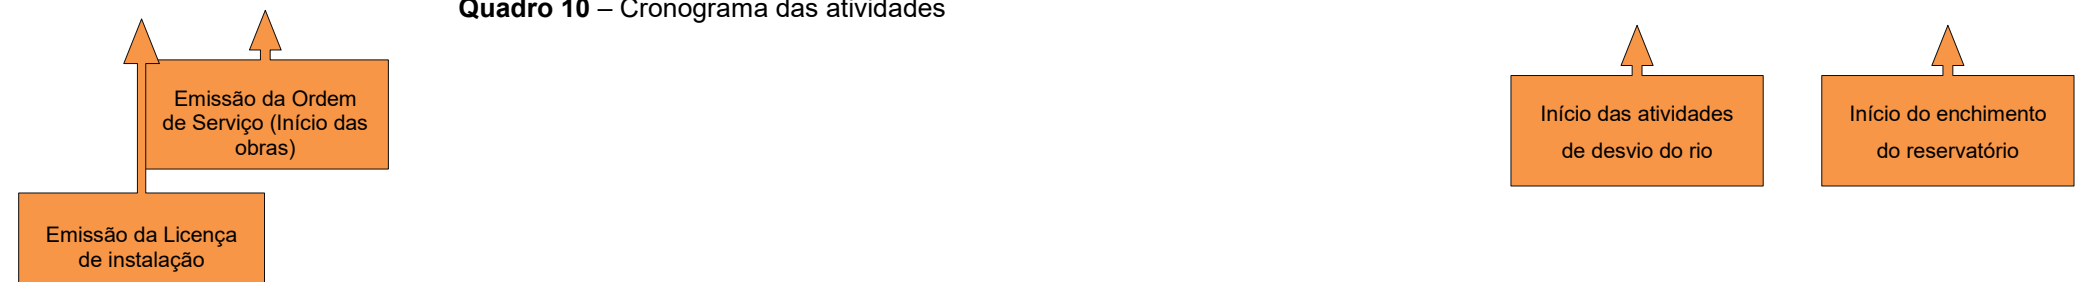 Quadro 10 – Cronograma das atividades
Emissão da Ordem
de Serviço (Início das
obras)
Emissão da Licença
de instalação
Início das atividades
de desvio do rio
Início do enchimento
do reservatório